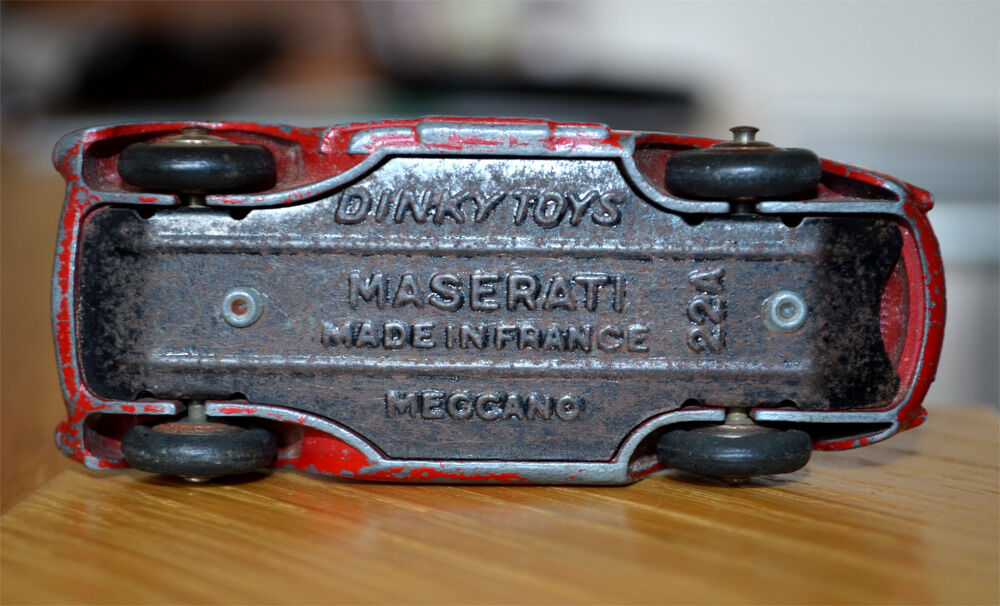 DINKY TOYS
MASERATI
MADE IN FRANCE
22A
MECCANO